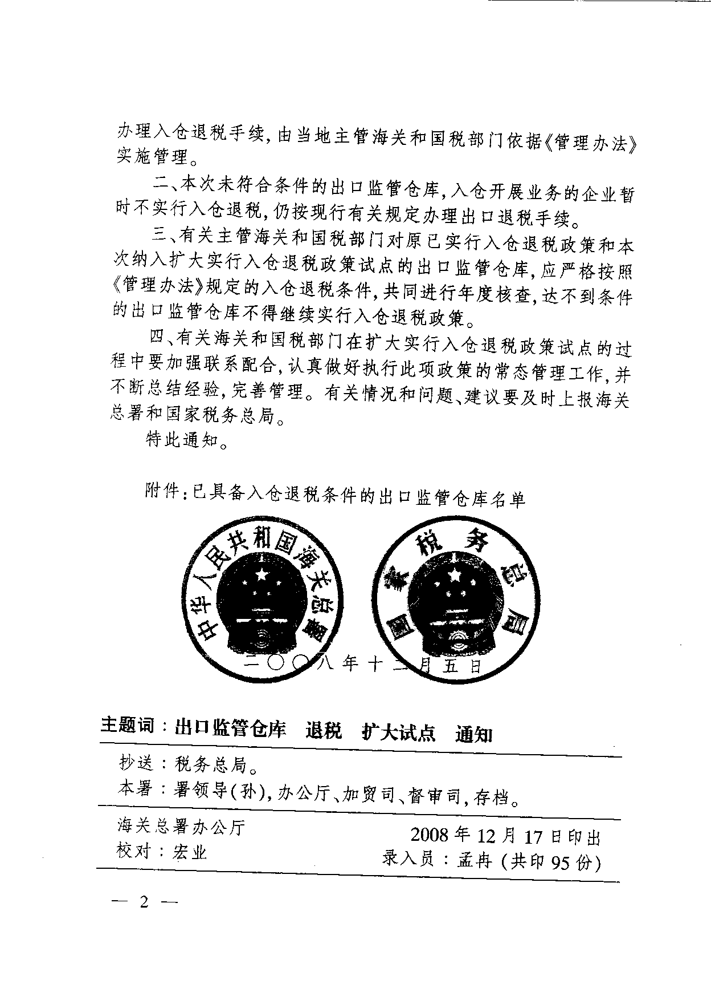 办理入仓退税手续,由当地主管海关和国税部门依据《管理办法》
实施管理。
二、本次未符合条件的出口监管仓库,入仓开展业务的企业暂
时不实行入仓退税,仍按现行有关规定办理出口退税手续。
三、有关主管海关和国税部门对原已实行入仓退税政策和本
次纳入扩大实行入仓退税政策试点的出口监管仓库,应严格按照
《管理办法》规定的入仓退税条件,共同进行年度核查,达不到条件
的出口监管仓库不得继续实行入仓退税政策。
四、有关海关和国税部门在扩大实行入仓退税政策试点的过
程中要加强联系配合,认真做好执行此项政策的常态管理工作,并
不断总结经验,完善管理。有关情况和问题、建议要及时上报海关
总署和国家税务总局。
特此通知。
附件:已具备入仓退税条件的出口监管仓库名单
中华人民共和国海关总署
国家税务总局
二〇〇八年十二月五日
主题词:出口监管仓库 退税 扩大试点 通知
抄送:税务总局。
本署:署领导(孙),办公厅、加贸司、督审司,存档。
海关总署办公厅 2008年12月17日印出
校对:宏业 录入员:孟冉(共印95份)
— 2 —